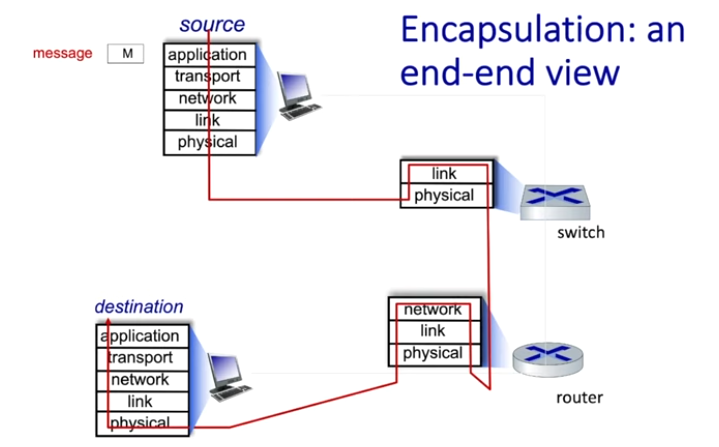 Encapsulation: an
end-end view
source
message
M
application
transport
network
link
physical
link
physical
switch
destination
application
transport
network
link
physical
network
link
physical
router